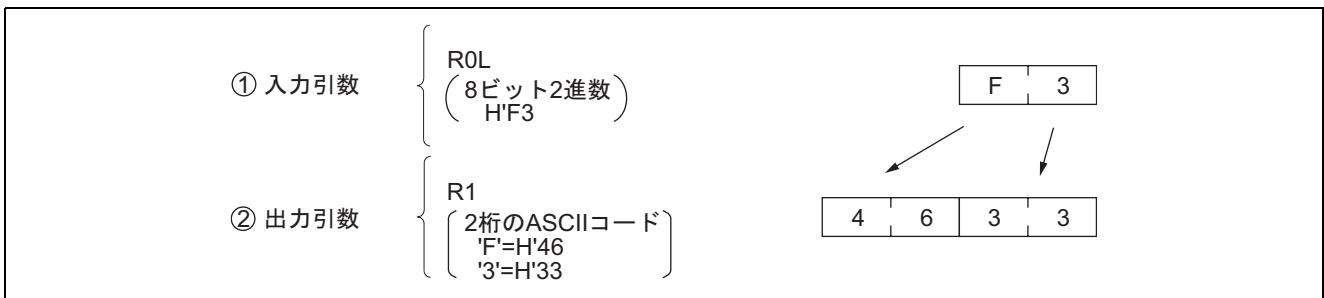 ① 入力引数
R0L
8ビット2進数
H'F3
F 3
② 出力引数
R1
2桁のASCIIコード
'F'=H'46
'3'=H'33
4 6 3 3